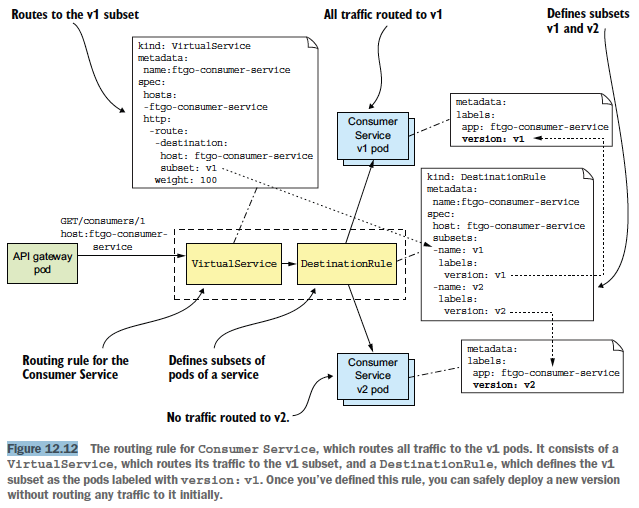 Routes to the v1 subset
All traffic routed to v1
Defines subsets
v1 and v2
kind: VirtualService
metadata:
name:ftgo-consumer-service
spec:
hosts:
-ftgo-consumer-service
http:
-route:
-destination:
host: ftgo-consumer-service
subset: v1
weight: 100
Consumer
Service
v1 pod
metadata:
labels:
app: ftgo-consumer-service
version: v1
kind: DestinationRule
metadata:
name:ftgo-consumer-service
spec:
host: ftgo-consumer-service
subsets:
-name: v1
labels:
version: v1
-name: v2
labels:
version: v2
GET/consumers/1
host:ftgo-consumer-
service
API gateway
pod
VirtualService
DestinationRule
Routing rule for the
Consumer Service
Defines subsets of
pods of a service
Consumer
Service
v2 pod
metadata:
labels:
app: ftgo-consumer-service
version: v2
No traffic routed to v2.
Figure 12.12 The routing rule for Consumer Service, which routes all traffic to the v1 pods. It consists of a
VirtualService, which routes its traffic to the v1 subset, and a DestinationRule, which defines the v1
subset as the pods labeled with version: v1. Once you've defined this rule, you can safely deploy a new version
without routing any traffic to it initially.